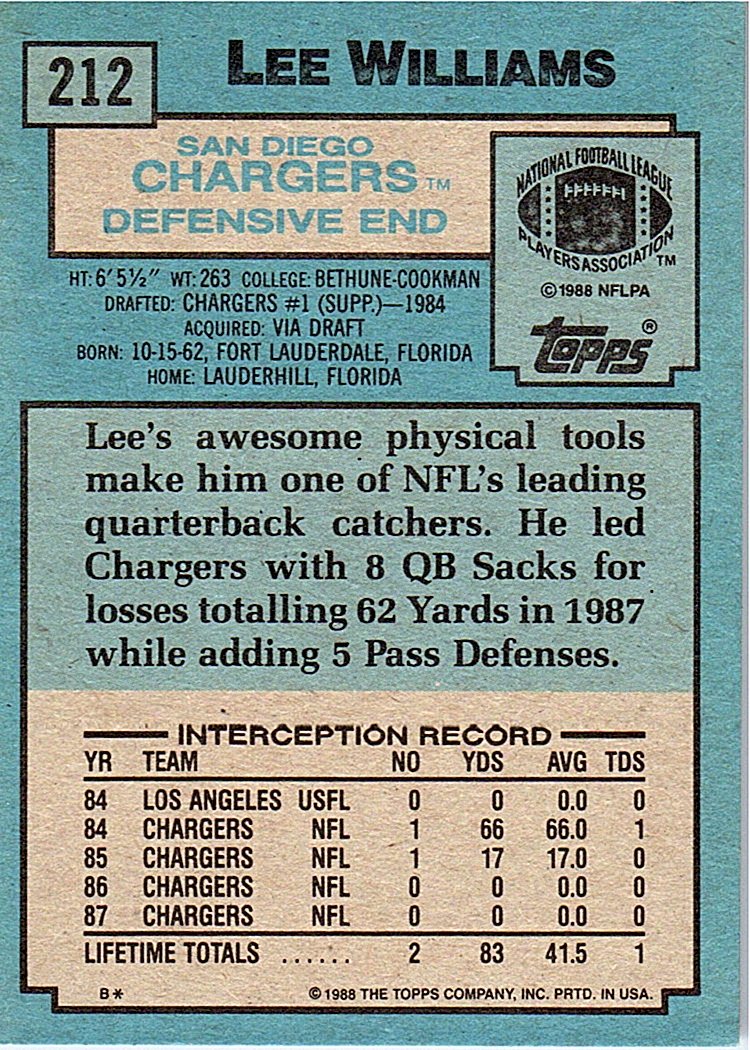 212
LEE WILLIAMS
SAN DIEGO
CHARGERS TM
DEFENSIVE END
NATIONAL FOOTBALL LEAGUE
PLAYERS ASSOCIATION TM
© 1988 NFLPA
topps®
HT: 6' 5½" WT: 263 COLLEGE: BETHUNE-COOKMAN
DRAFTED: CHARGERS #1 (SUPP.)—1984
ACQUIRED: VIA DRAFT
BORN: 10-15-62, FORT LAUDERDALE, FLORIDA
HOME: LAUDERHILL, FLORIDA
Lee's awesome physical tools
make him one of NFL's leading
quarterback catchers. He led
Chargers with 8 QB Sacks for
losses totalling 62 Yards in 1987
while adding 5 Pass Defenses.
INTERCEPTION RECORD
YR TEAM NO YDS AVG TDS
84 LOS ANGELES USFL 0 0 0.0 0
84 CHARGERS NFL 1 66 66.0 1
85 CHARGERS NFL 1 17 17.0 0
86 CHARGERS NFL 0 0 0.0 0
87 CHARGERS NFL 0 0 0.0 0
LIFETIME TOTALS ...... 2 83 41.5 1
B* © 1988 THE TOPPS COMPANY, INC. PRTD. IN USA.